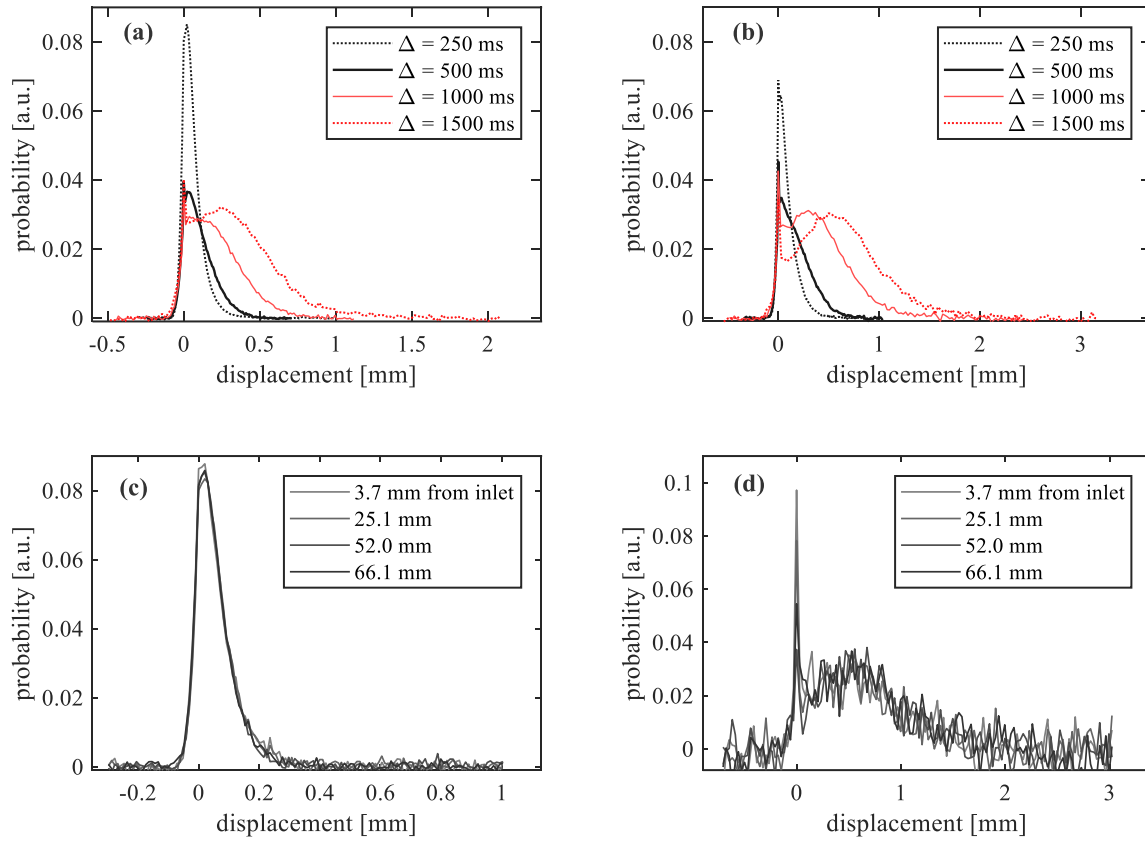 (a)
Δ = 250 ms
Δ = 500 ms
Δ = 1000 ms
Δ = 1500 ms
probability [a.u.]
0.08
0.06
0.04
0.02
0
-0.5 0 0.5 1 1.5 2
displacement [mm]
(b)
Δ = 250 ms
Δ = 500 ms
Δ = 1000 ms
Δ = 1500 ms
probability [a.u.]
0.08
0.06
0.04
0.02
0
0 1 2 3
displacement [mm]
(c)
3.7 mm from inlet
25.1 mm
52.0 mm
66.1 mm
probability [a.u.]
0.08
0.06
0.04
0.02
0
-0.2 0 0.2 0.4 0.6 0.8 1
displacement [mm]
(d)
3.7 mm from inlet
25.1 mm
52.0 mm
66.1 mm
probability [a.u.]
0.1
0.08
0.06
0.04
0.02
0
0 1 2 3
displacement [mm]